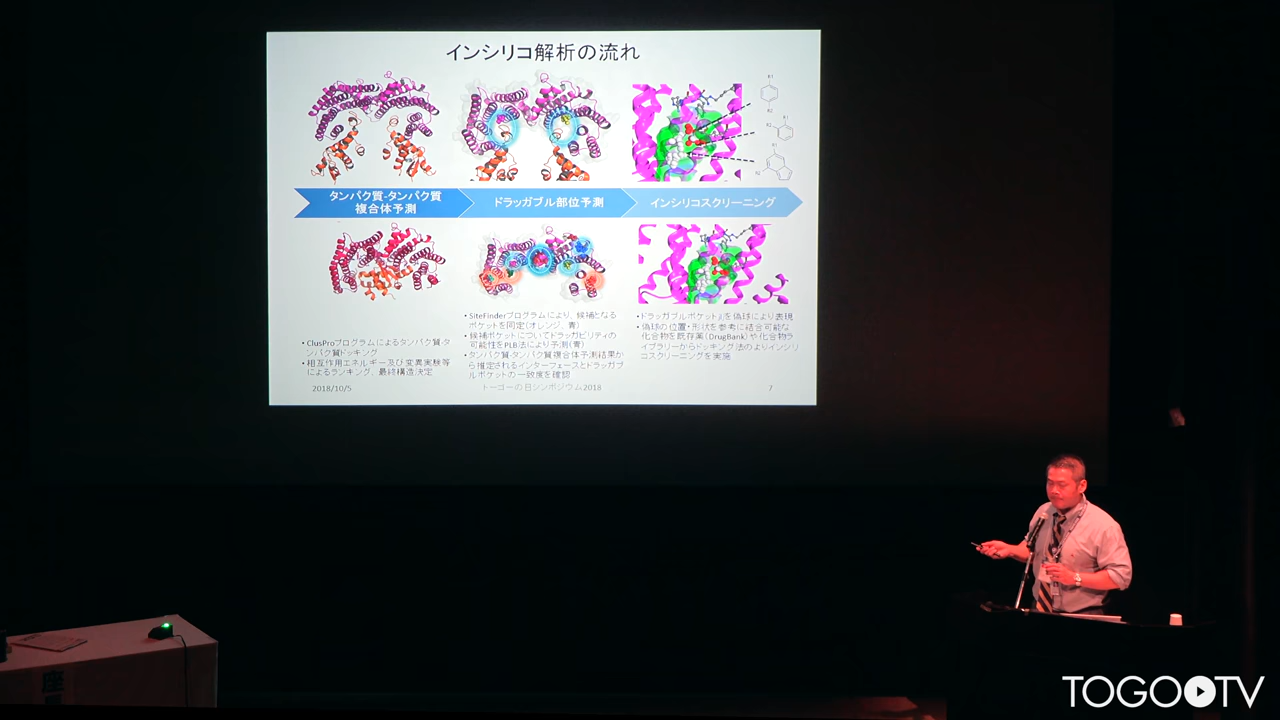 インシリコ解析の流れ
R1
R2
R1
R2
R1
R2
タンパク質-タンパク質
複合体予測
ドラッガブル部位予測
インシリコスクリーニング
• ClusProプログラムによるタンパク質-タ
ンパク質ドッキング
• 相互作用エネルギー及び変異実験等
によるランキング、最終構造決定
• SiteFinderプログラムにより、候補となる
ポケットを同定(オレンジ、青)
• 候補ポケットについてドラッガビリティの
可能性をPLB法により予測(青)
• タンパク質-タンパク質複合体予測結果か
ら推定されるインターフェースとドラッガブ
ルポケットの一致度を確認
• ドラッガブルポケットを偽球により表現
• 偽球の位置・形状を参考に結合可能な
化合物を既存薬(DrugBank)や化合物ラ
イブラリーからドッキング法のよりインシリ
コスクリーニングを実施
2018/10/5
トーゴーの日シンポジウム2018
7
座
TOGO TV